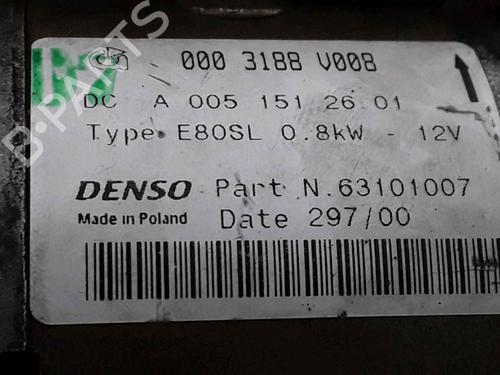 000 3188 V008
DC A 005 151 26 01
Type E80SL 0.8kW - 12V
DENSO Part N.63101007
Made in Poland Date 297/00
B-PARTS